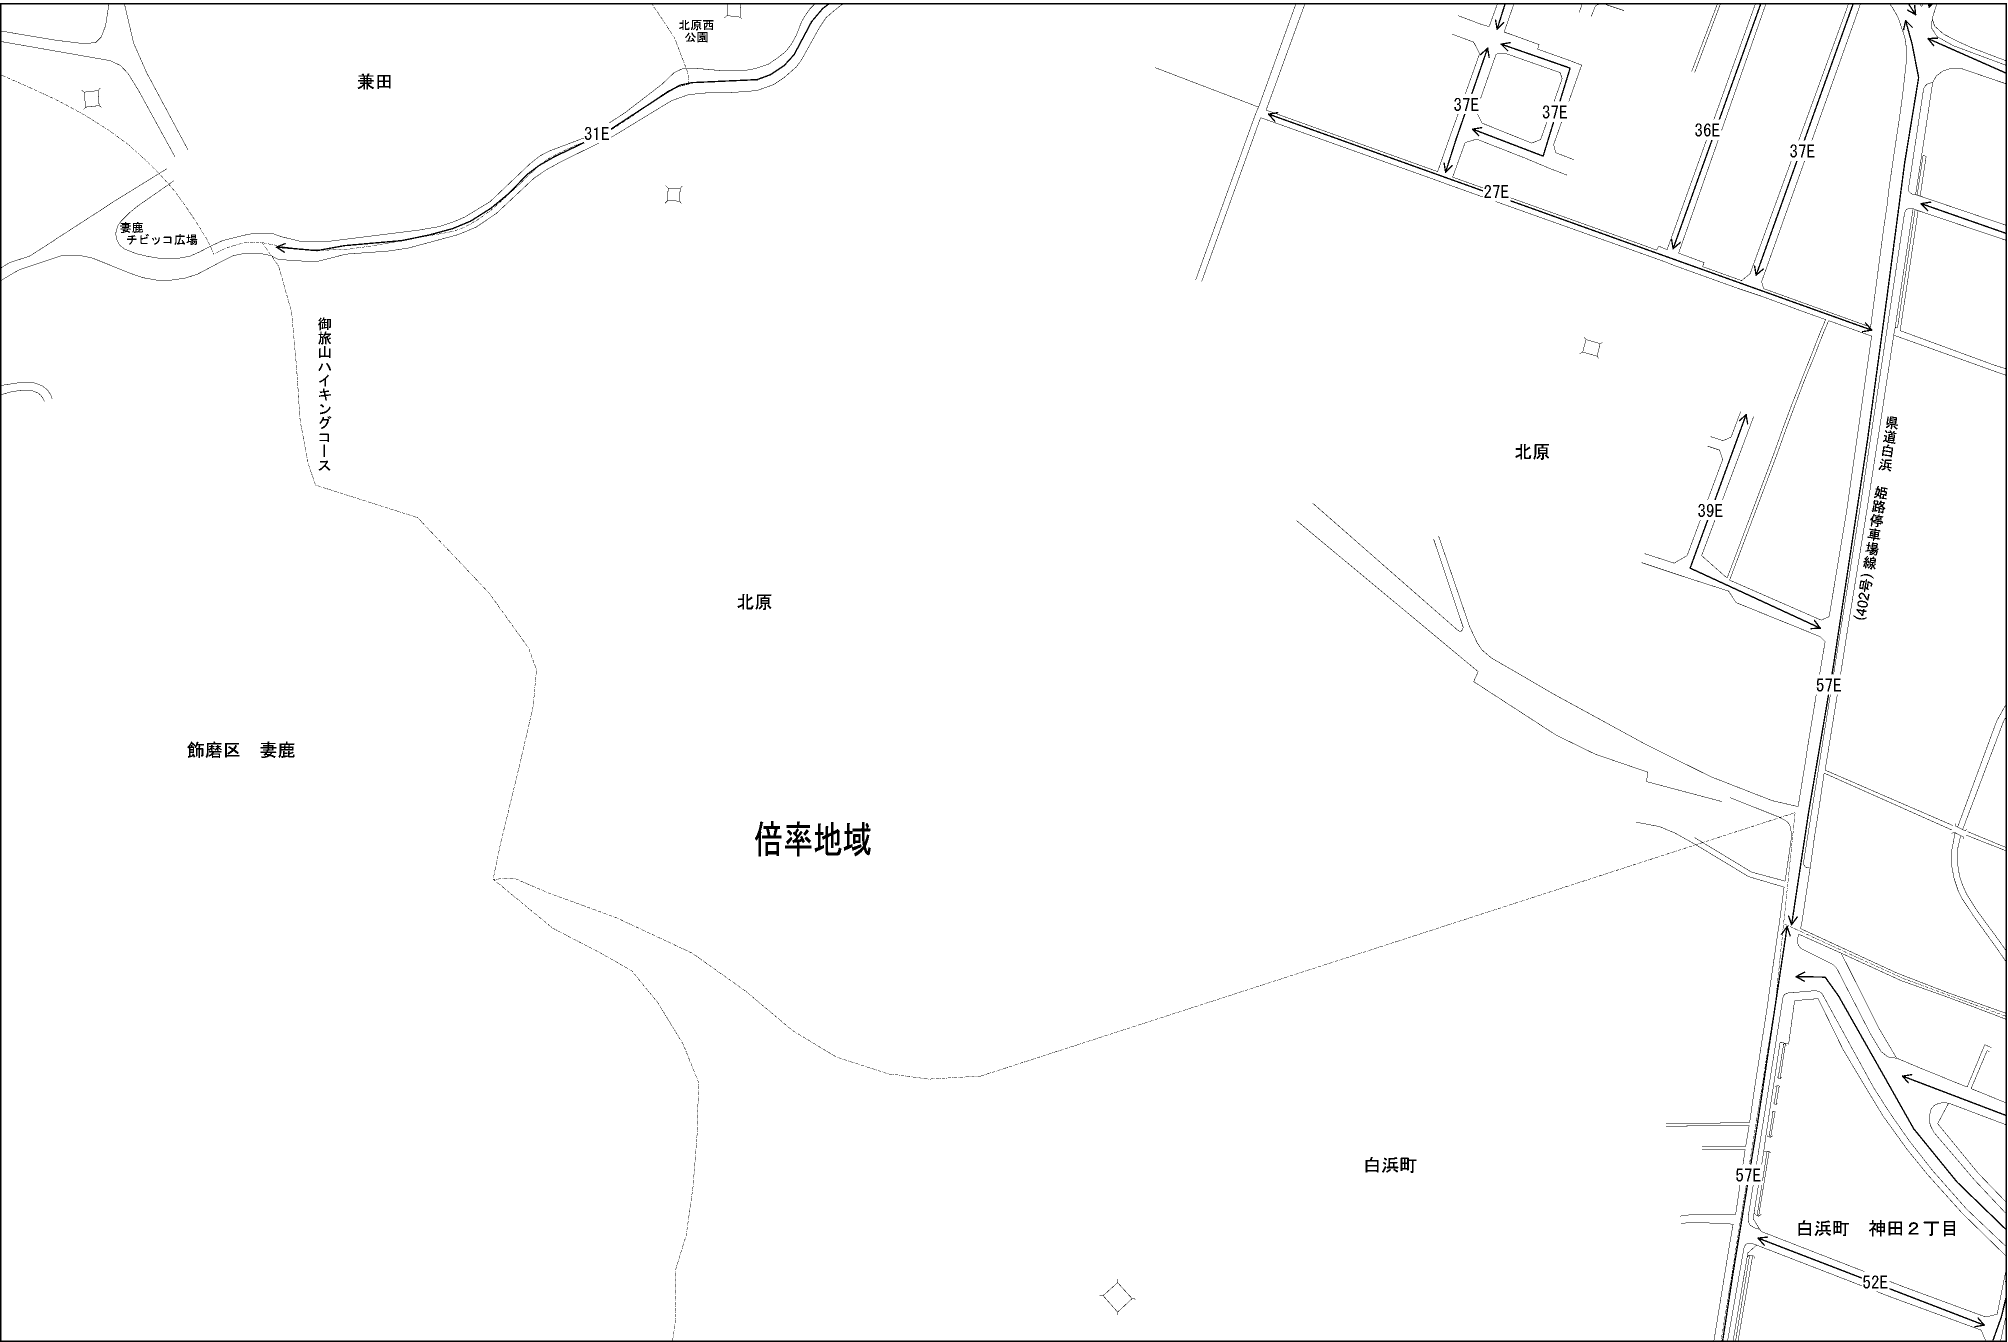 北原西
公園
兼田
31E
37E
37E
36E
37E
27E
妻鹿
チビッコ広場
御旅山ハイキングコース
北原
県道白浜 姫路停車場線
(402号)
39E
北原
57E
飾磨区 妻鹿
倍率地域
白浜町
57E
白浜町 神田2丁目
52E